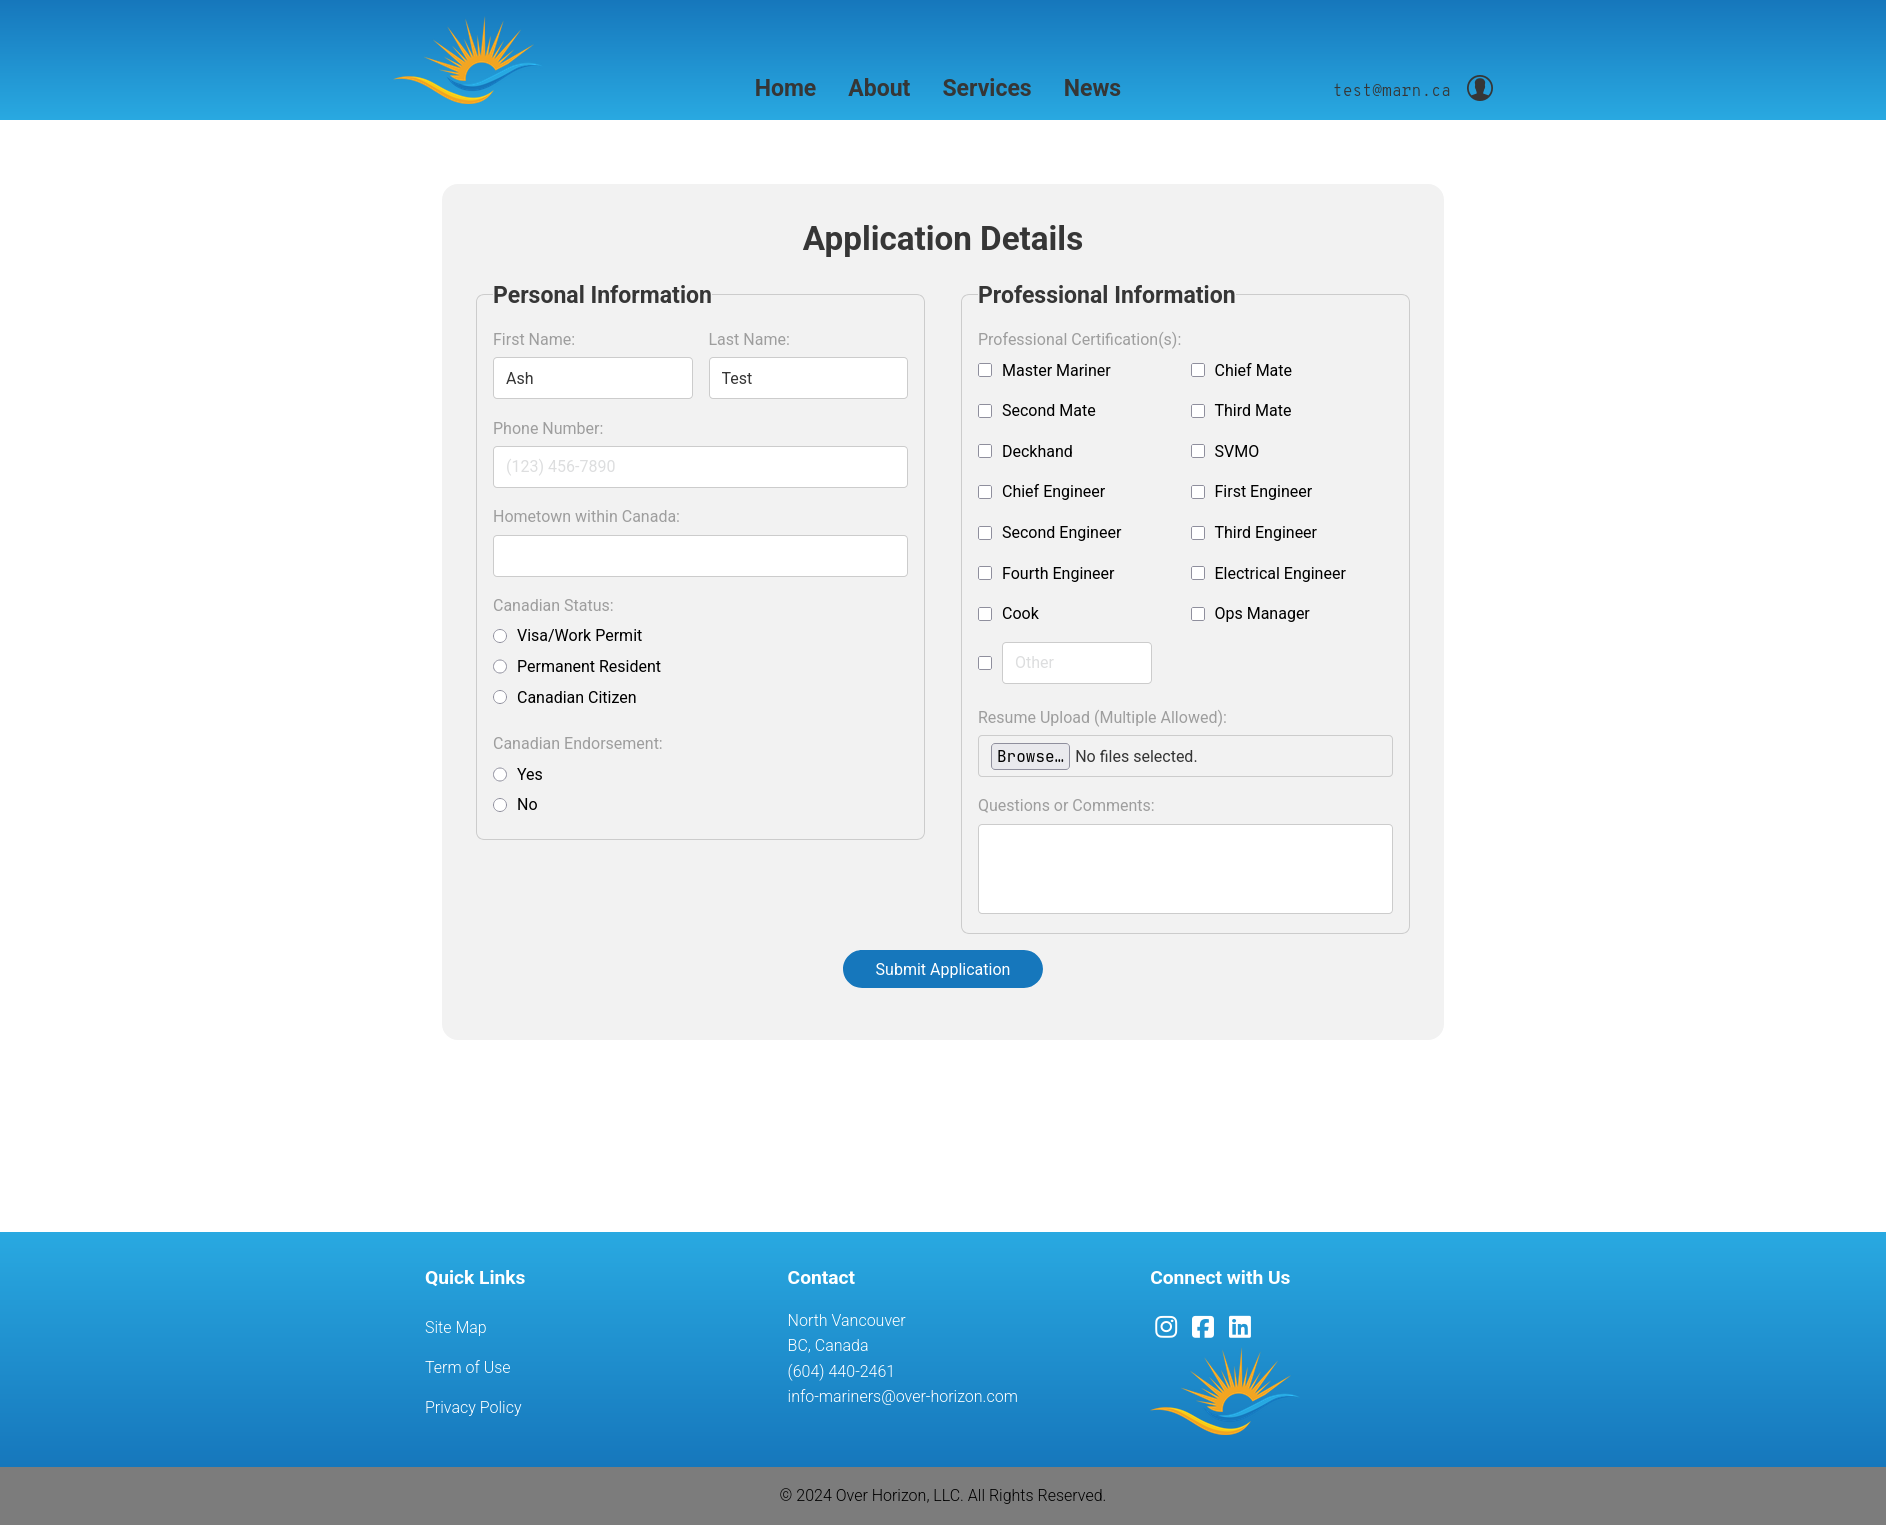 Home About Services News test@marn.ca
Application Details
Personal Information
First Name: Last Name:
Ash Test
Phone Number:
(123) 456-7890
Hometown within Canada:
Canadian Status:
Visa/Work Permit
Permanent Resident
Canadian Citizen
Canadian Endorsement:
Yes
No
Professional Information
Professional Certification(s):
Master Mariner Chief Mate
Second Mate Third Mate
Deckhand SVMO
Chief Engineer First Engineer
Second Engineer Third Engineer
Fourth Engineer Electrical Engineer
Cook Ops Manager
Other
Resume Upload (Multiple Allowed):
Browse… No files selected.
Questions or Comments:
Submit Application
Quick Links
Site Map
Term of Use
Privacy Policy
Contact
North Vancouver
BC, Canada
(604) 440-2461
info-mariners@over-horizon.com
Connect with Us
© 2024 Over Horizon, LLC. All Rights Reserved.